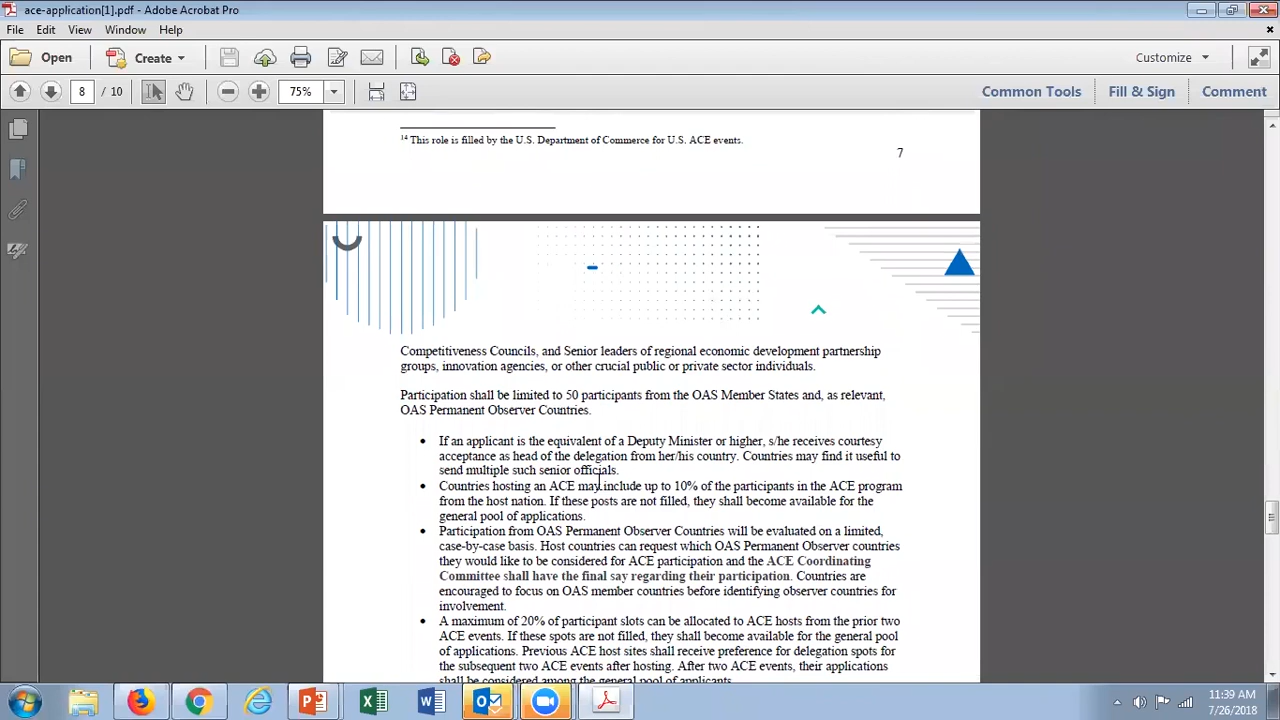 ace-application[1].pdf - Adobe Acrobat Pro
File Edit View Window Help
Open Create Customize
8 / 10 75% Common Tools Fill & Sign Comment
14 This role is filled by the U.S. Department of Commerce for U.S. ACE events.
7
Competitiveness Councils, and Senior leaders of regional economic development partnership
groups, innovation agencies, or other crucial public or private sector individuals.
Participation shall be limited to 50 participants from the OAS Member States and, as relevant,
OAS Permanent Observer Countries.
• If an applicant is the equivalent of a Deputy Minister or higher, s/he receives courtesy
acceptance as head of the delegation from her/his country. Countries may find it useful to
send multiple such senior officials.
• Countries hosting an ACE may include up to 10% of the participants in the ACE program
from the host nation. If these posts are not filled, they shall become available for the
general pool of applications.
• Participation from OAS Permanent Observer Countries will be evaluated on a limited,
case-by-case basis. Host countries can request which OAS Permanent Observer countries
they would like to be considered for ACE participation and the ACE Coordinating
Committee shall have the final say regarding their participation. Countries are
encouraged to focus on OAS member countries before identifying observer countries for
involvement.
• A maximum of 20% of participant slots can be allocated to ACE hosts from the prior two
ACE events. If these spots are not filled, they shall become available for the general pool
of applications. Previous ACE host sites shall receive preference for delegation spots for
the subsequent two ACE events after hosting. After two ACE events, their applications
shall be considered among the general pool of applicants.
11:39 AM
7/26/2018